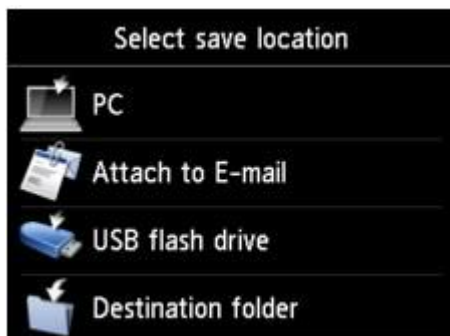 Select save location
PC
Attach to E-mail
USB flash drive
Destination folder